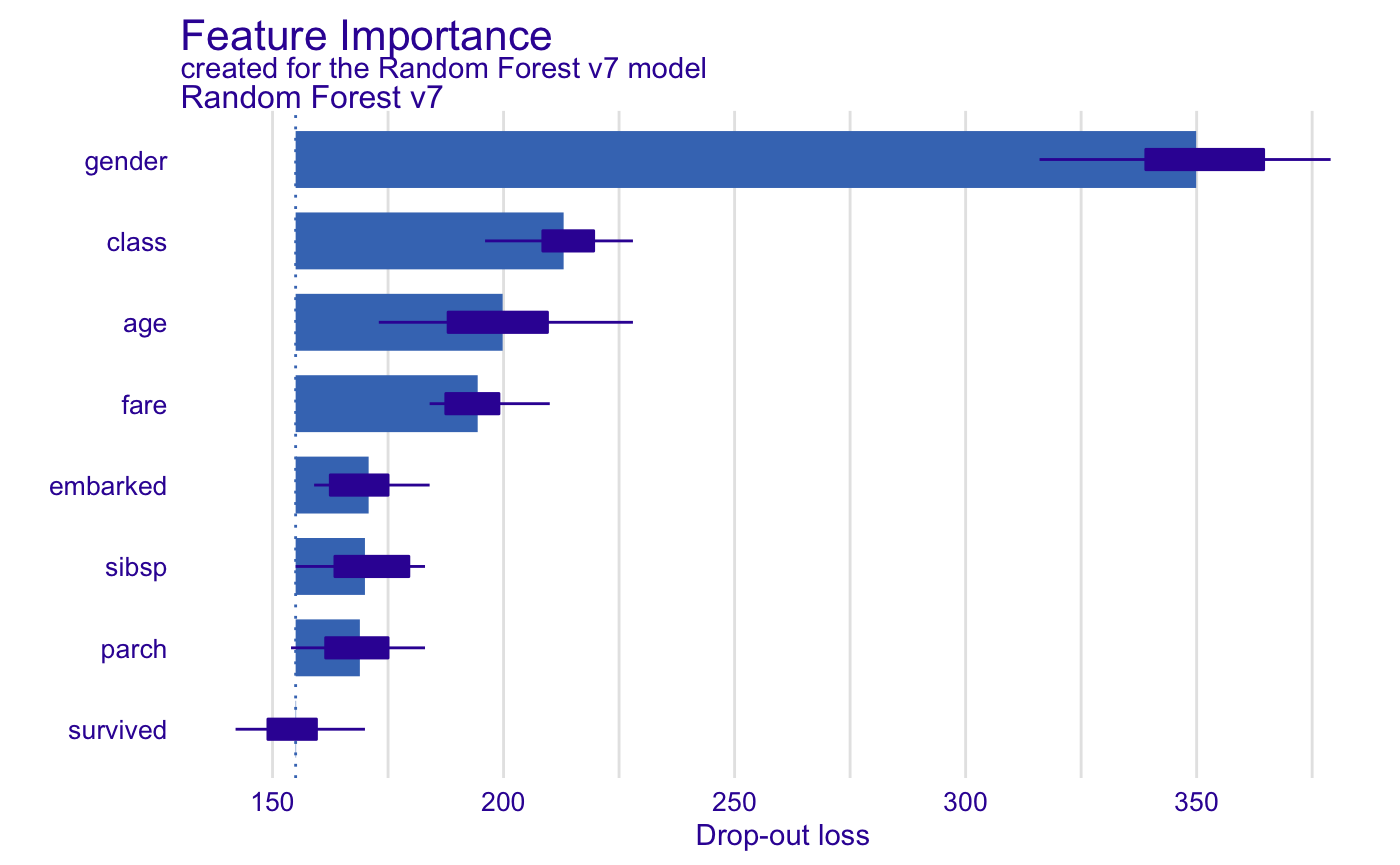 Feature Importance
created for the Random Forest v7 model
Random Forest v7
gender
class
age
fare
embarked
sibsp
parch
survived
150 200 250 300 350
Drop-out loss